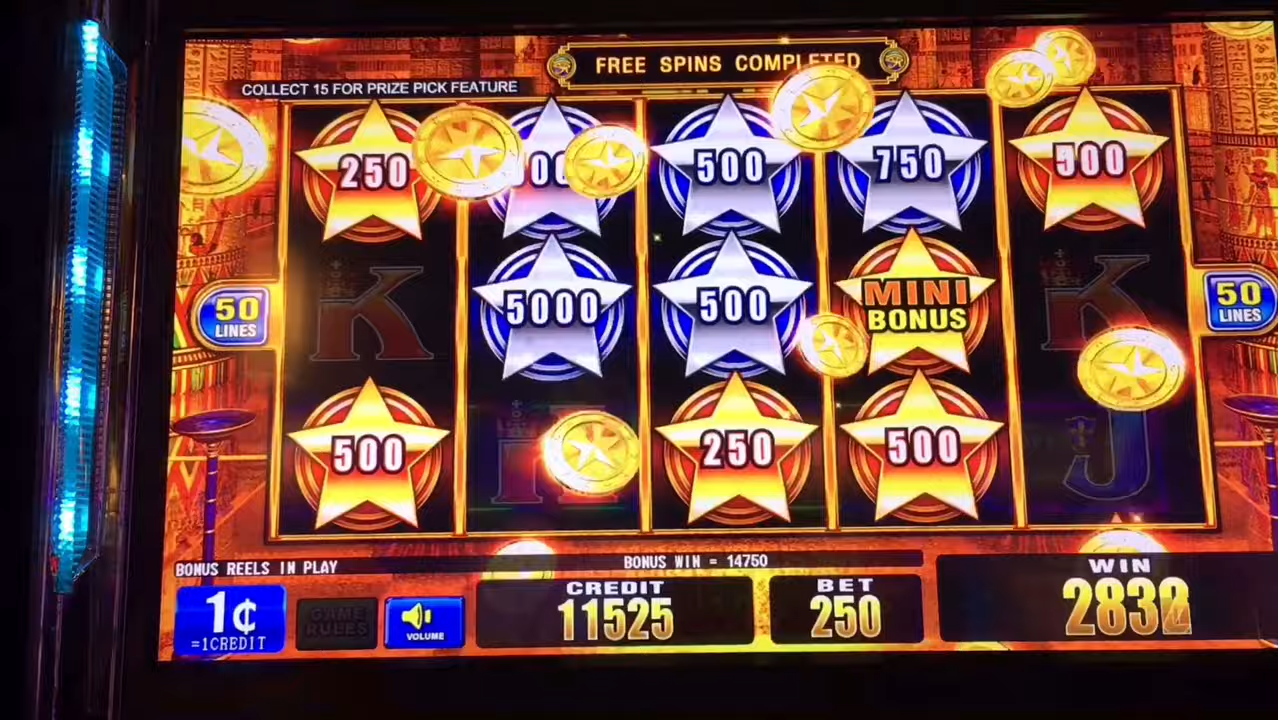 FREE SPINS COMPLETED
COLLECT 15 FOR PRIZE PICK FEATURE
250
500
750
500
5000
500
MINI
BONUS
K
K
50
LINES
50
LINES
500
250
500
J
BONUS REELS IN PLAY
BONUS WIN = 14750
1¢
=1CREDIT
GAME
RULES
VOLUME
CREDIT
11525
BET
250
WIN